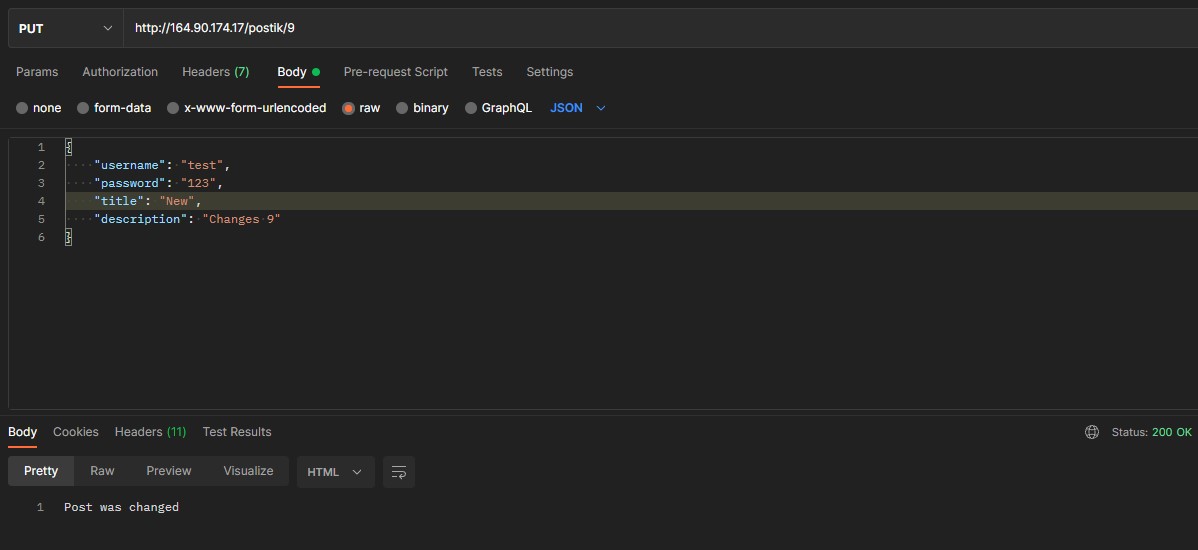 PUT http://164.90.174.17/postik/9
Params Authorization Headers (7) Body Pre-request Script Tests Settings
none form-data x-www-form-urlencoded raw binary GraphQL JSON
1 {
2 "username": "test",
3 "password": "123",
4 "title": "New",
5 "description": "Changes 9"
6 }
Body Cookies Headers (11) Test Results Status: 200 OK
Pretty Raw Preview Visualize HTML
1 Post was changed